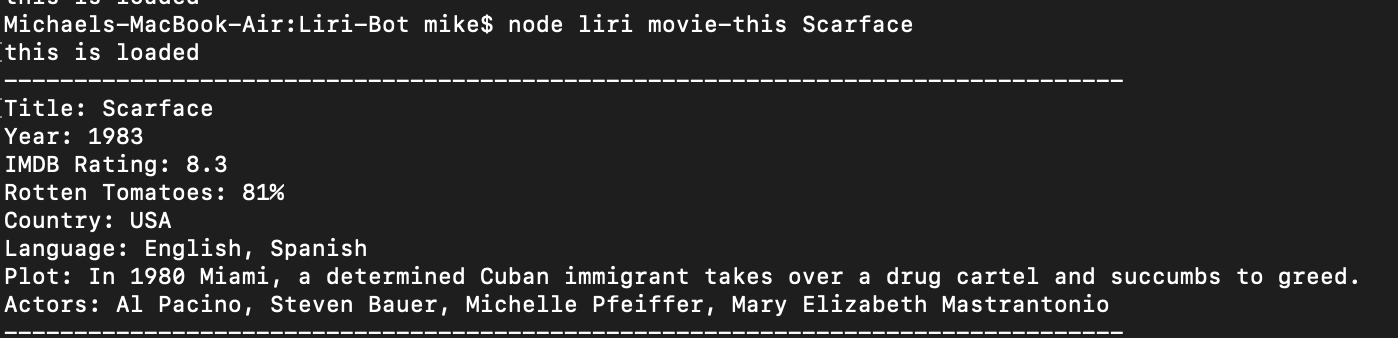 this is loaded
Michaels-MacBook-Air:Liri-Bot mike$ node liri movie-this Scarface
[this is loaded
--------------------------------------------------------------------------------
[Title: Scarface
Year: 1983
IMDB Rating: 8.3
Rotten Tomatoes: 81%
Country: USA
Language: English, Spanish
Plot: In 1980 Miami, a determined Cuban immigrant takes over a drug cartel and succumbs to greed.
Actors: Al Pacino, Steven Bauer, Michelle Pfeiffer, Mary Elizabeth Mastrantonio
--------------------------------------------------------------------------------